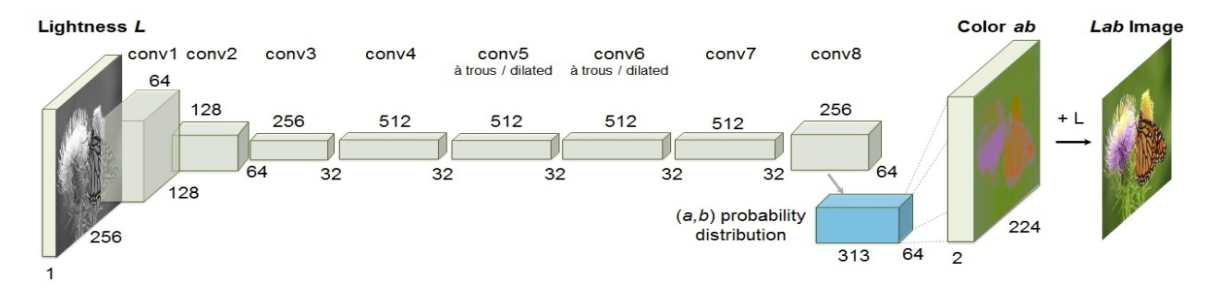 Lightness L
Color ab
Lab Image
conv1 conv2 conv3 conv4 conv5 conv6 conv7 conv8
à trous / dilated à trous / dilated
64
128
256
512
512
512
512
256
+ L
64
32
32
32
32
32
64
128
256
1
(a,b) probability
distribution
313
64
2
224